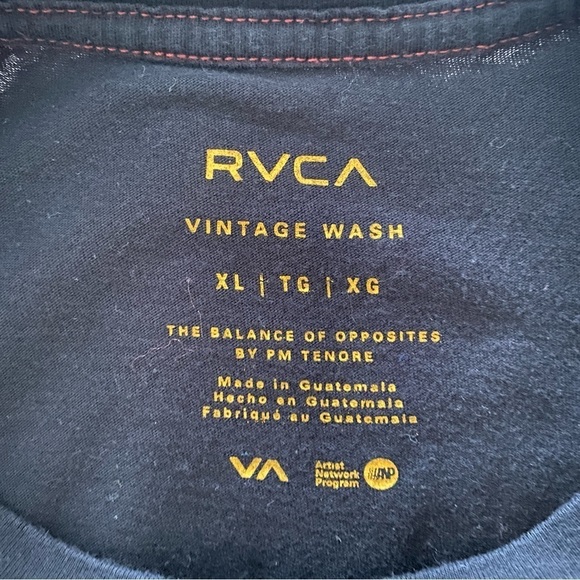 RVCA
VINTAGE WASH
XL | TG | XG
THE BALANCE OF OPPOSITES
BY PM TENORE
Made in Guatemala
Hecho en Guatemala
Fabriqué au Guatemala
VA
Artist
Network
Program
ANP